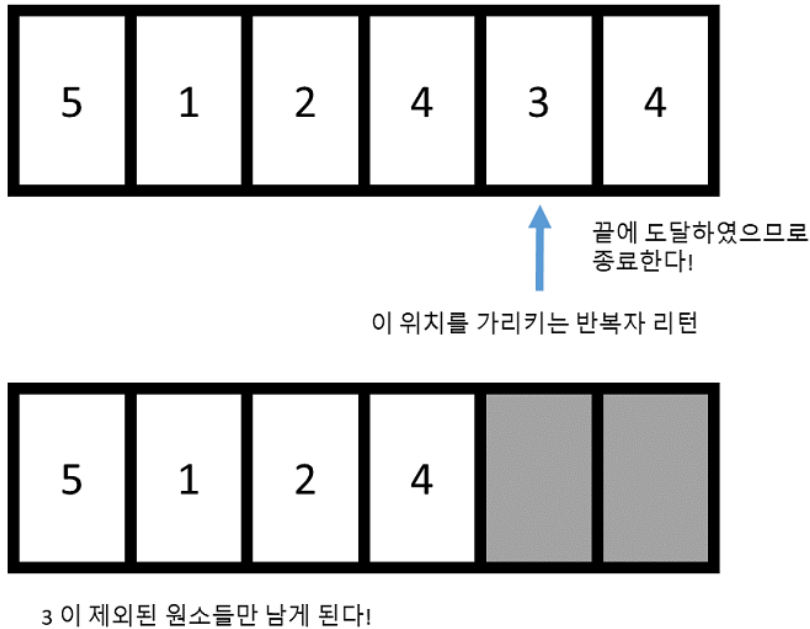 5 1 2 4 3 4
끝에 도달하였으므로
종료한다!
이 위치를 가리키는 반복자 리턴
5 1 2 4
3 이 제외된 원소들만 남게 된다!